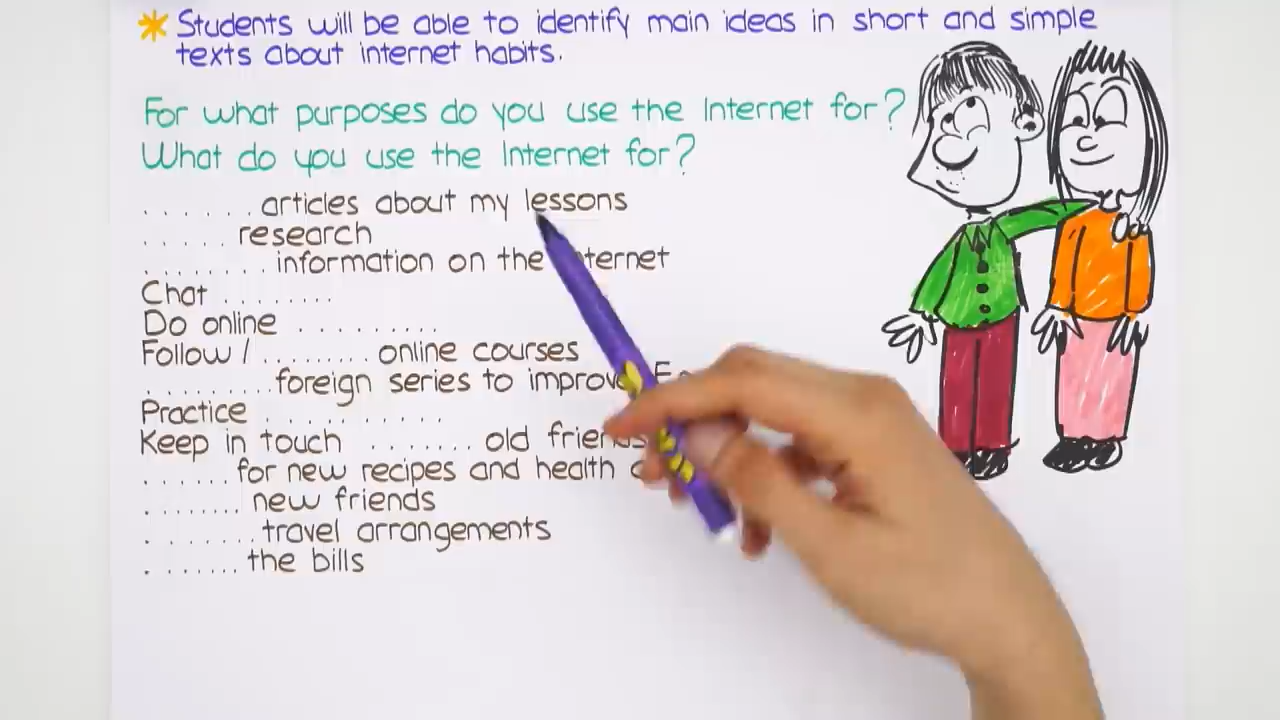 Students will be able to identify main ideas in short and simple
texts about internet habits.
For what purposes do you use the Internet for?
What do you use the Internet for?
. . . . . . . articles about my lessons
. . . . . research
. . . . . . . . information on the
Chat . . . . . . . .
Do online . . . . . . . . .
Follow / . . . . . . . . . online courses
. . . . . . . . . foreign series to improve
Practice . . . . . . . . . . . .
Keep in touch . . . . . . . old friends
. . . . . . . for new recipes and health
. . . . . . . . new friends
. . . . . . . . travel arrangements
. . . . . . . the bills